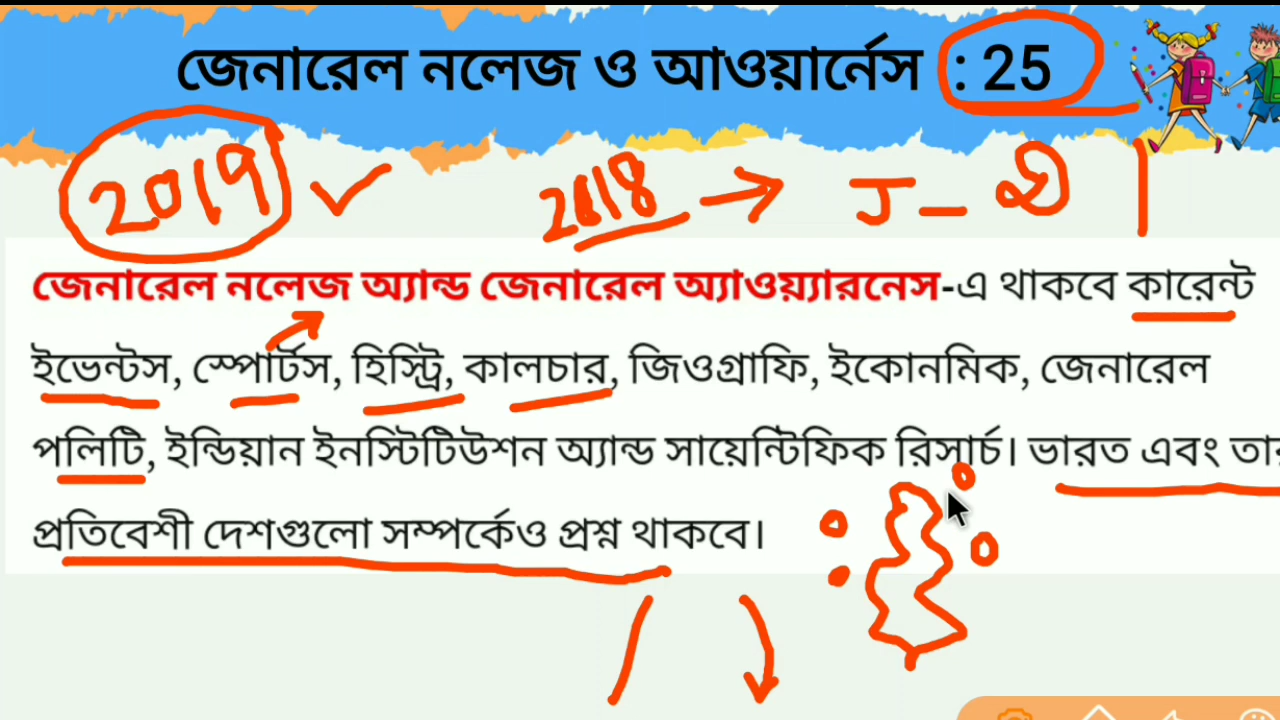 জেনারেল নলেজ ও আওয়ার্নেস : 25
2019 2018
জেনারেল নলেজ অ্যান্ড জেনারেল অ্যাওয়্যারনেস-এ থাকবে কারেন্ট
ইভেন্টস, স্পোর্টস, হিস্ট্রি, কালচার, জিওগ্রাফি, ইকোনমিক, জেনারেল
পলিটি, ইন্ডিয়ান ইনস্টিটিউশন অ্যান্ড সায়েন্টিফিক রিসার্চ। ভারত এবং
প্রতিবেশী দেশগুলো সম্পর্কেও প্রশ্ন থাকবে।